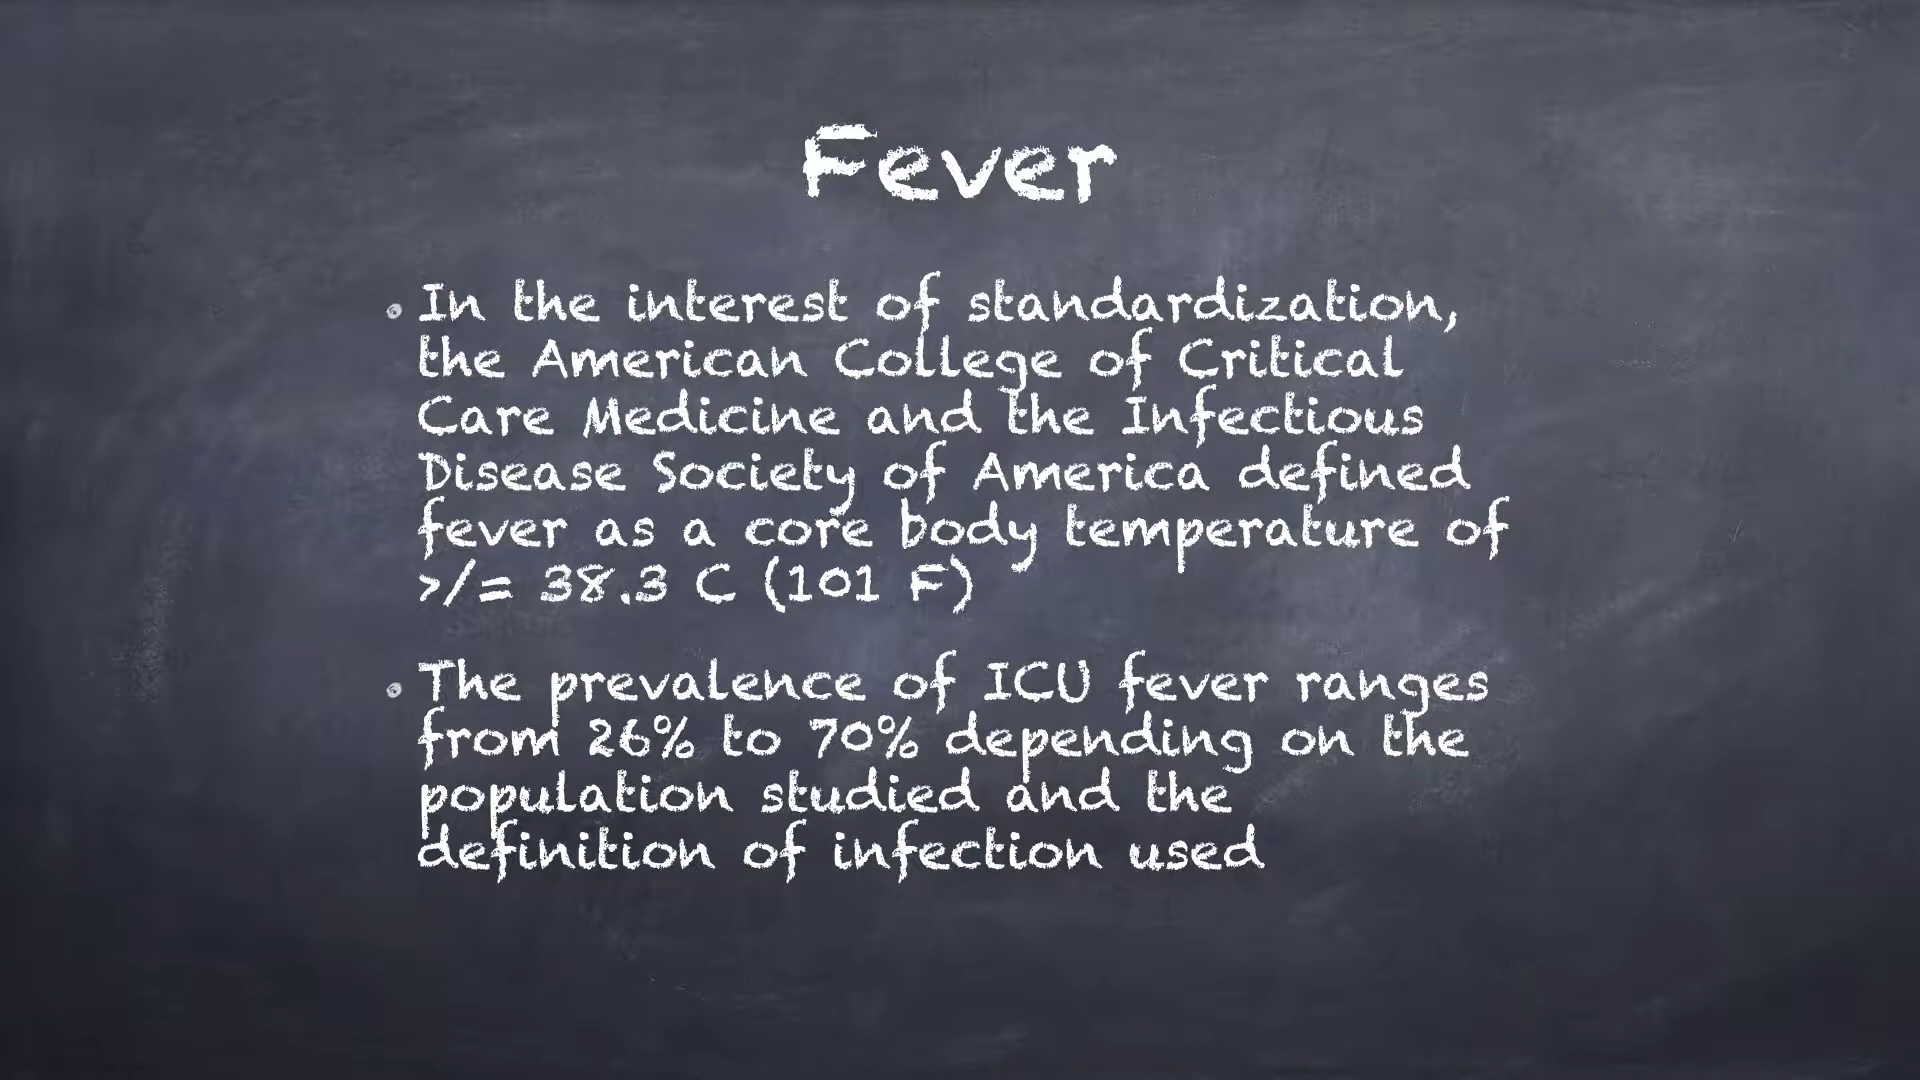 Fever
In the interest of standardization,
the American College of Critical
Care Medicine and the Infectious
Disease Society of America defined
fever as a core body temperature of
>/= 38.3 C (101 F)
The prevalence of ICU fever ranges
from 26% to 70% depending on the
population studied and the
definition of infection used